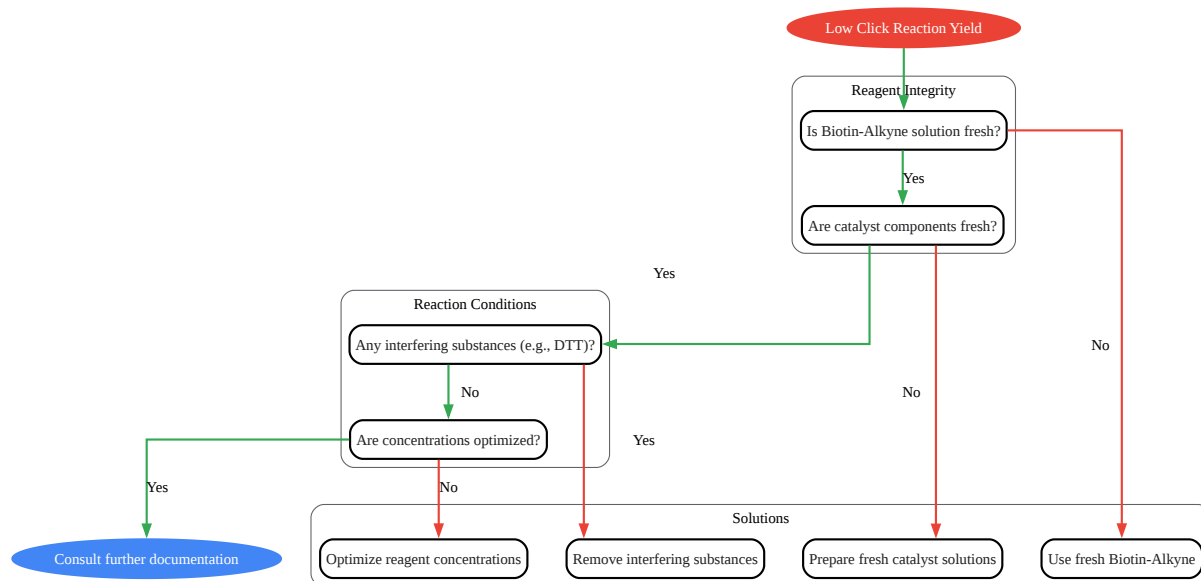 Low Click Reaction Yield
Reagent Integrity
Is Biotin-Alkyne solution fresh?
Yes
Are catalyst components fresh?
Yes
Reaction Conditions
Any interfering substances (e.g., DTT)?
No
No
No
Are concentrations optimized?
Yes
Yes
No
Solutions
Consult further documentation
Optimize reagent concentrations
Remove interfering substances
Prepare fresh catalyst solutions
Use fresh Biotin-Alkyne